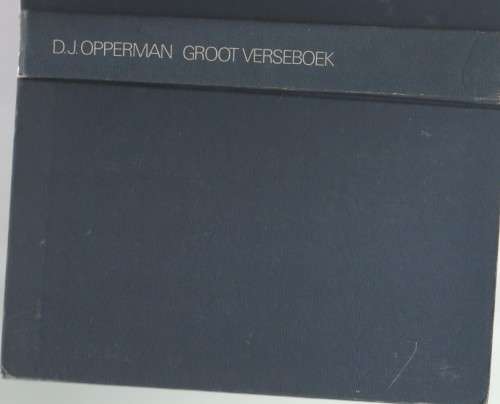 D.J. OPPERMAN GROOT VERSEBOEK